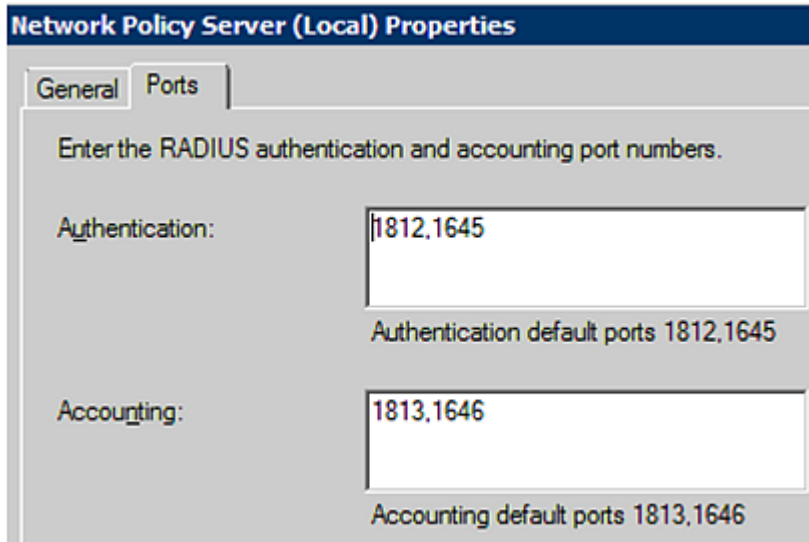 Network Policy Server (Local) Properties
General Ports
Enter the RADIUS authentication and accounting port numbers.
Authentication: 1812,1645
Authentication default ports 1812,1645
Accounting: 1813,1646
Accounting default ports 1813,1646